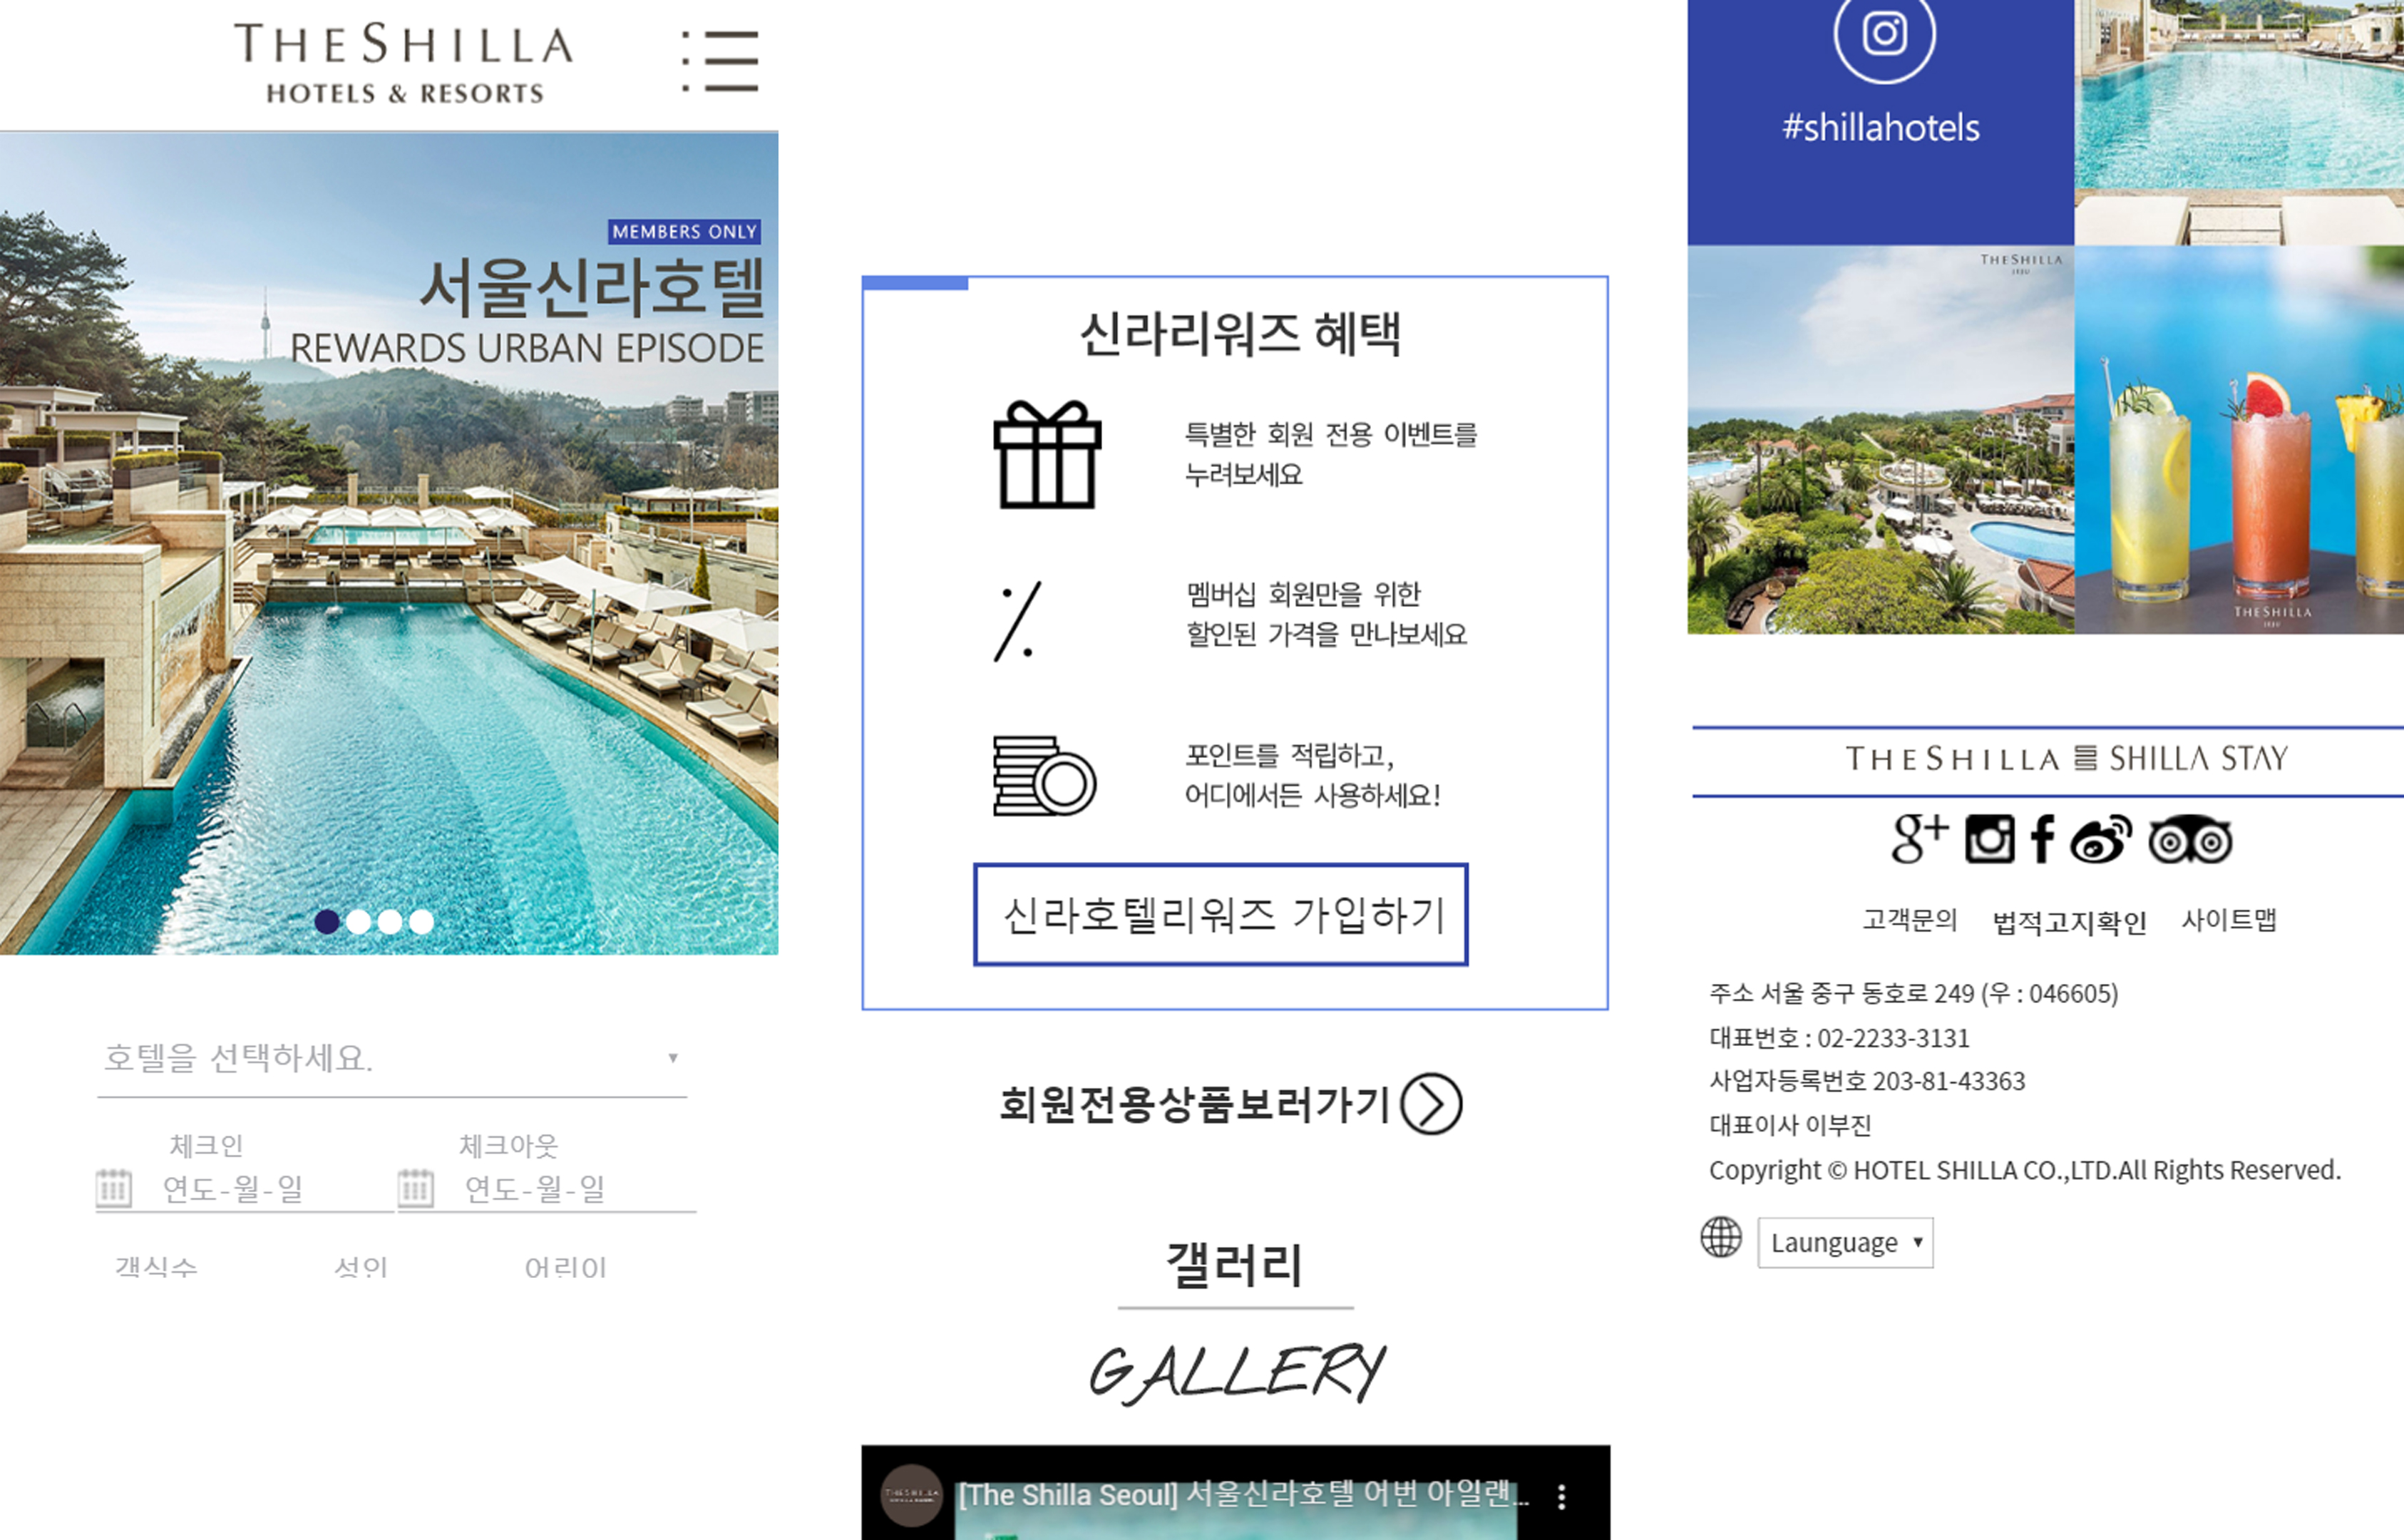 THE SHILLA
HOTELS & RESORTS
MEMBERS ONLY
서울신라호텔
REWARDS URBAN EPISODE
호텔을 선택하세요.
체크인
체크아웃
연도-월-일
연도-월-일
객실수
성인
어린이
신라리워즈 혜택
특별한 회원 전용 이벤트를
누려보세요
멤버십 회원만을 위한
할인된 가격을 만나보세요
포인트를 적립하고,
어디에서든 사용하세요!
신라호텔리워즈 가입하기
회원전용상품보러가기
갤러리
GALLERY
THE SHILLA
[The Shilla Seoul] 서울신라호텔 어번 아일랜...
#shillahotels
THE SHILLA
JEJU
THE SHILLA
JEJU
THE SHILLA SHILLA STAY
g+ f
고객문의 법적고지확인 사이트맵
주소 서울 중구 동호로 249 (우 : 046605)
대표번호 : 02-2233-3131
사업자등록번호 203-81-43363
대표이사 이부진
Copyright © HOTEL SHILLA CO.,LTD.All Rights Reserved.
Launguage